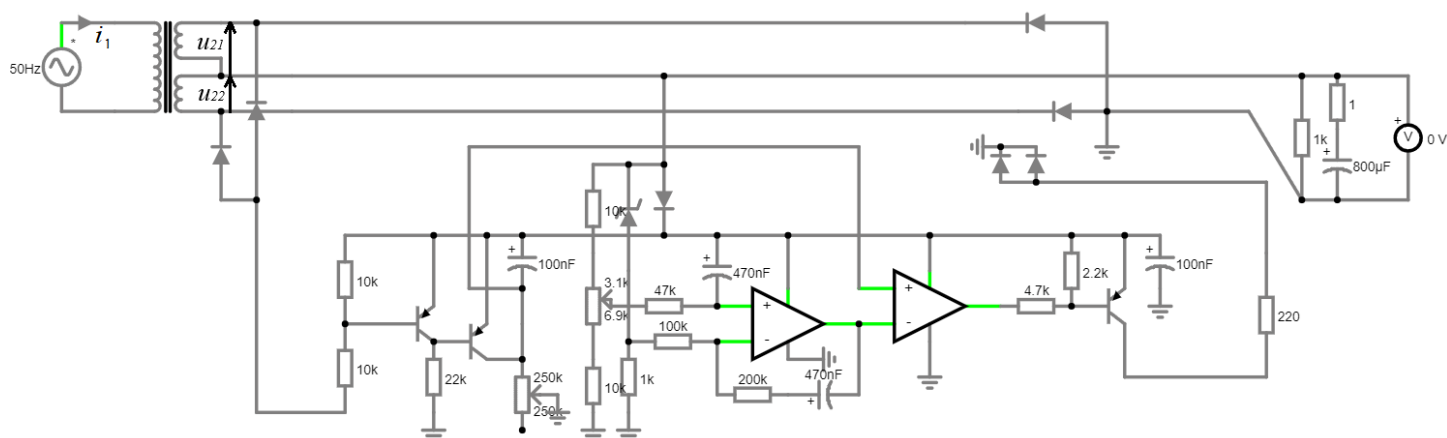 i1
*
50Hz
u21
u22
+
1k
1
+
800µF
+
V
0 V
10k
10k
22k
+
100nF
250k
250k
10k
3.1k
6.9k
10k
1k
47k
100k
+
470nF
+
-
200k
470nF
+
+
-
4.7k
2.2k
+
100nF
220